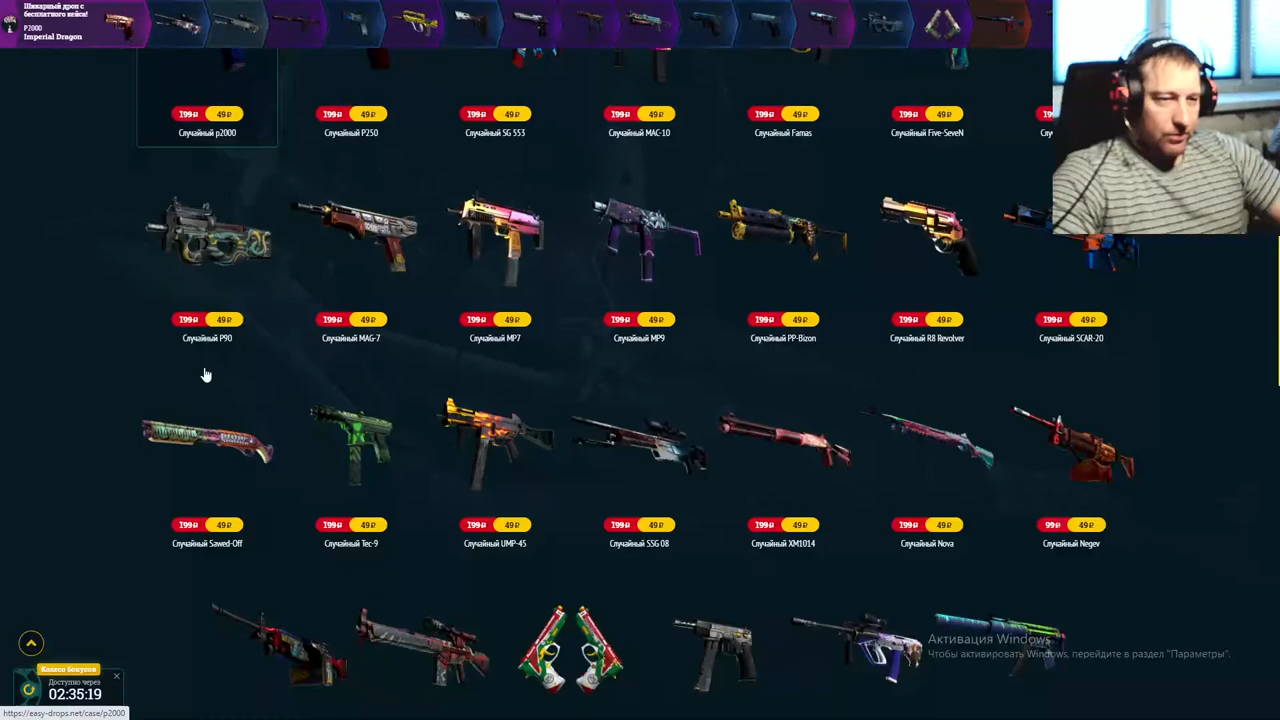 Шикарный дроп с
бесплатного кейса!
P2000
Imperial Dragon
199₽ 49₽
199₽ 49₽
199₽ 49₽
199₽ 49₽
199₽ 49₽
199₽ 49₽
Случайный p2000
Случайный P250
Случайный SG 553
Случайный MAC-10
Случайный Famas
Случайный Five-SeveN
199₽ 49₽
199₽ 49₽
199₽ 49₽
199₽ 49₽
199₽ 49₽
199₽ 49₽
199₽ 49₽
Случайный P90
Случайный MAG-7
Случайный MP7
Случайный MP9
Случайный PP-Bizon
Случайный R8 Revolver
Случайный SCAR-20
199₽ 49₽
199₽ 49₽
199₽ 49₽
199₽ 49₽
199₽ 49₽
199₽ 49₽
99₽ 49₽
Случайный Sawed-Off
Случайный Tec-9
Случайный UMP-45
Случайный SSG 08
Случайный XM1014
Случайный Nova
Случайный Negev
Активация Windows
Чтобы активировать Windows, перейдите в раздел "Параметры".
Колесо бонусов
Доступно через
02:35:19
https://easy-drops.net/case/p2000